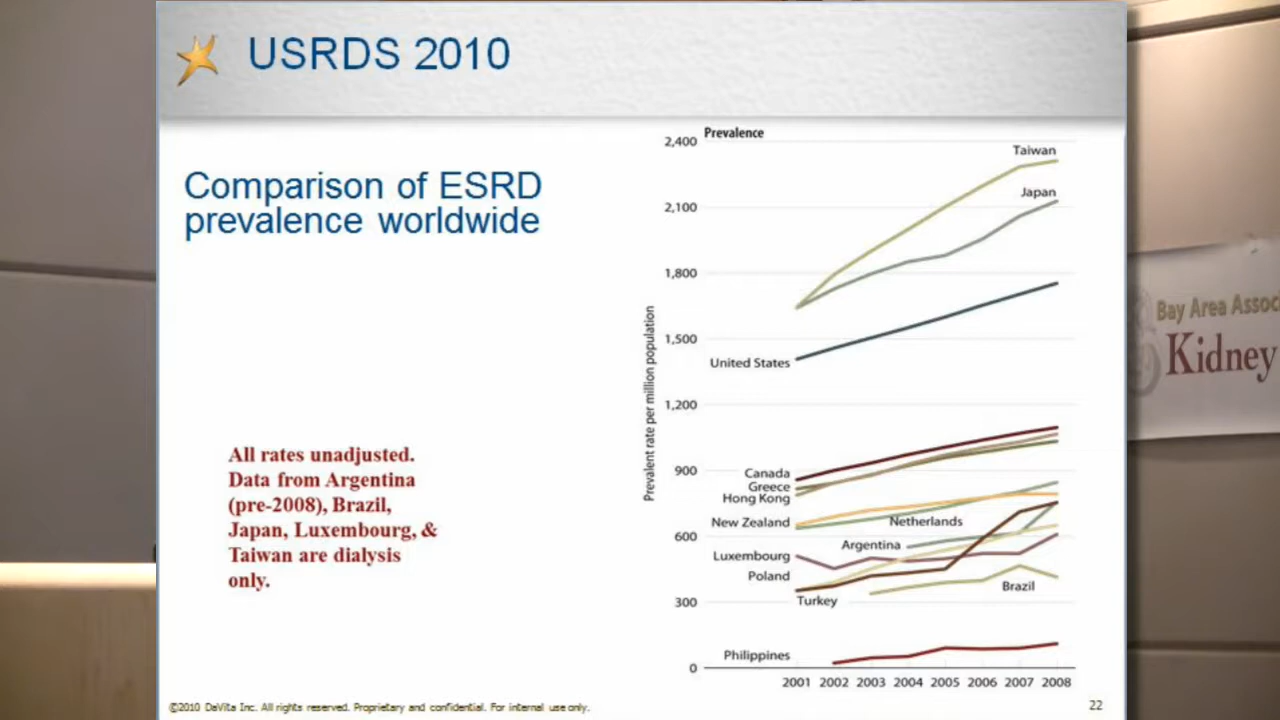 USRDS 2010
Comparison of ESRD
prevalence worldwide
All rates unadjusted.
Data from Argentina
(pre-2008), Brazil,
Japan, Luxembourg, &
Taiwan are dialysis
only.
Prevalence
Prevalent rate per million population
2,400
2,100
1,800
1,500
1,200
900
600
300
0
Taiwan
Japan
United States
Canada
Greece
Hong Kong
New Zealand
Netherlands
Argentina
Luxembourg
Poland
Brazil
Turkey
Philippines
2001 2002 2003 2004 2005 2006 2007 2008
©2010 DaVita Inc. All rights reserved. Proprietary and confidential. For internal use only.
22
Bay Area Assoc
Kidney